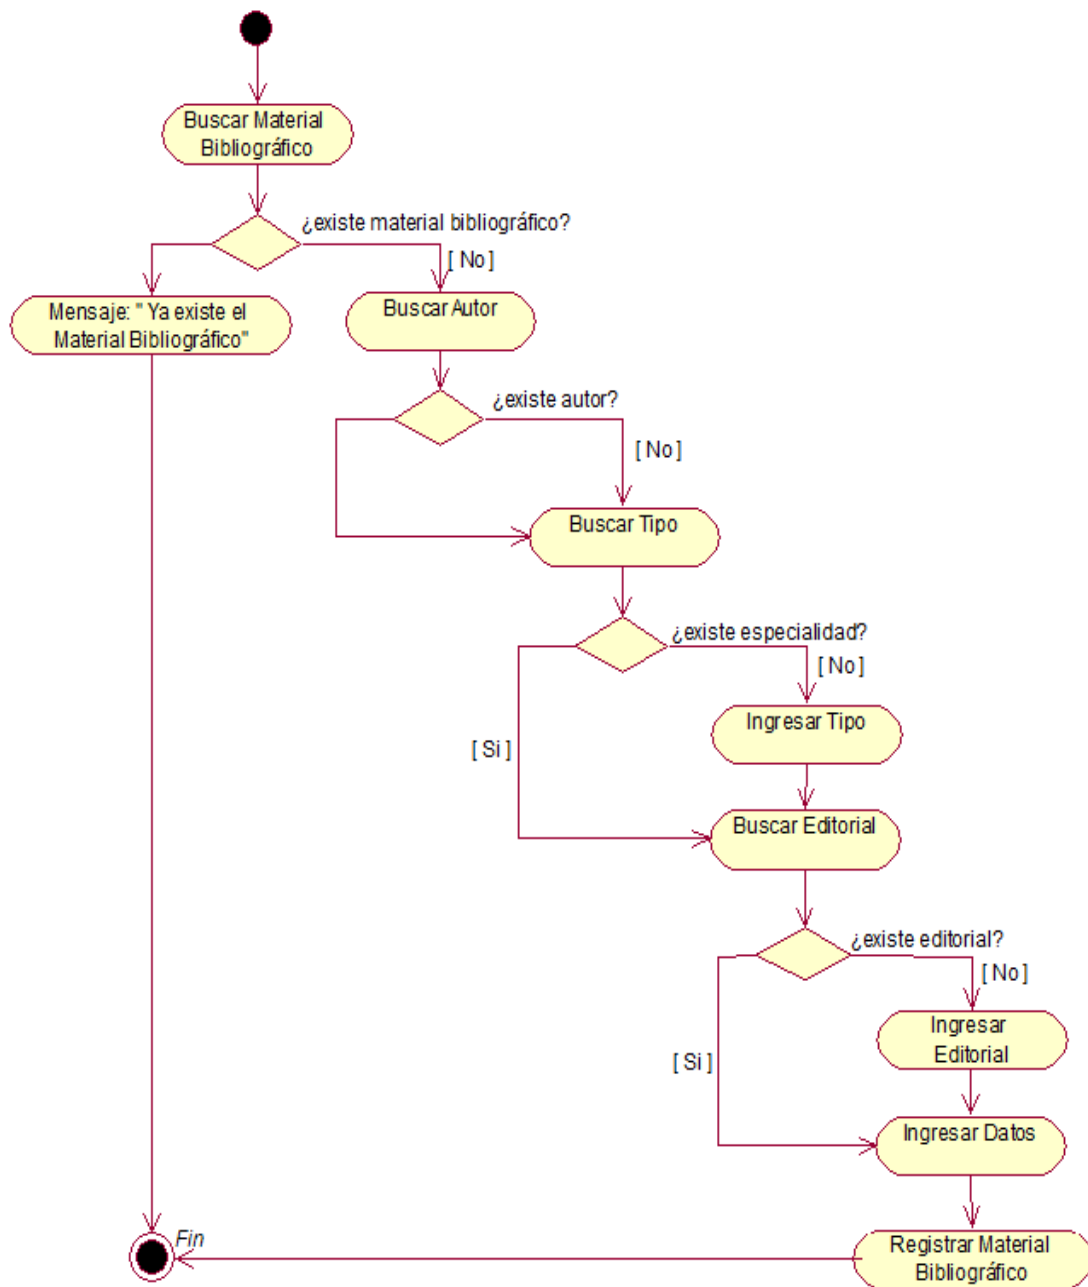 Buscar Material
Bibliográfico
¿existe material bibliográfico?
[ No ]
Mensaje: " Ya existe el
Material Bibliográfico"
Buscar Autor
¿existe autor?
[ No ]
Buscar Tipo
¿existe especialidad?
[ No ]
Ingresar Tipo
[ Si ]
Buscar Editorial
¿existe editorial?
[ No ]
Ingresar
Editorial
[ Si ]
Ingresar Datos
Fin
Registrar Material
Bibliográfico